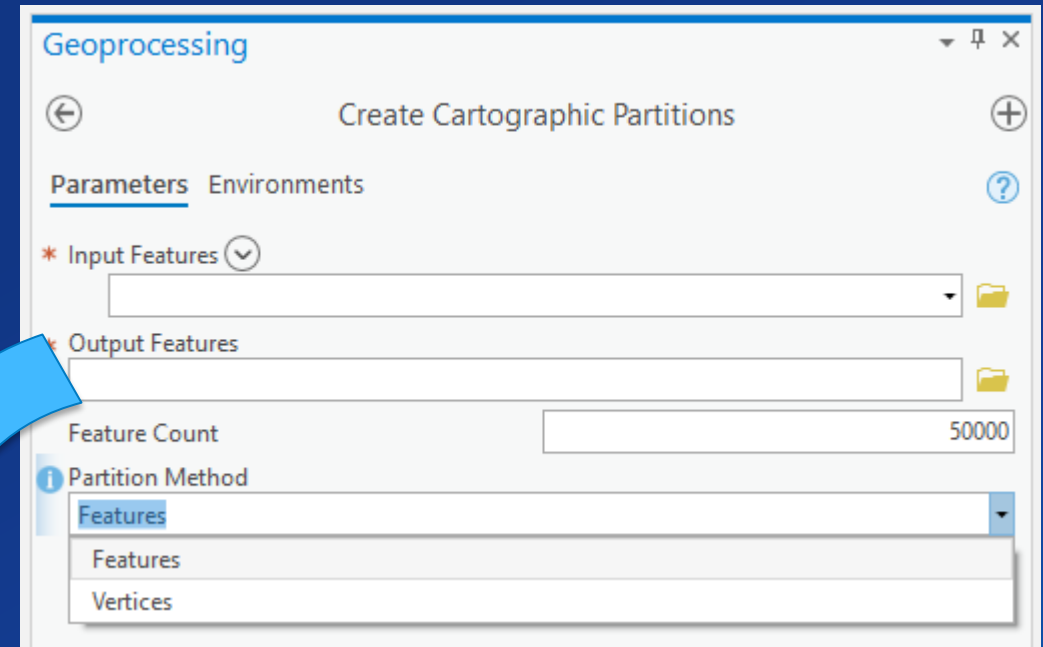 Geoprocessing
Create Cartographic Partitions
Parameters Environments
* Input Features
* Output Features
Feature Count 50000
Partition Method
Features
Features
Vertices